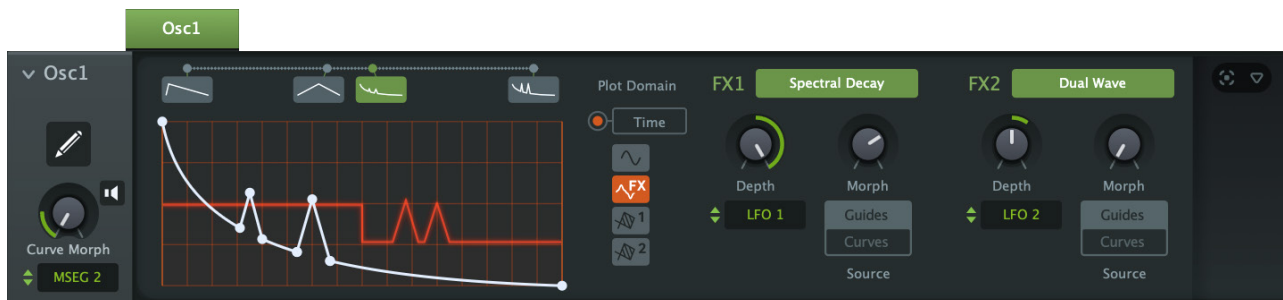 Osc1
Osc1
Plot Domain
FX1
Spectral Decay
FX2
Dual Wave
Time
FX
1
2
Depth
Morph
Depth
Morph
LFO 1
Guides
LFO 2
Guides
Curves
Curves
Curve Morph
MSEG 2
Source
Source